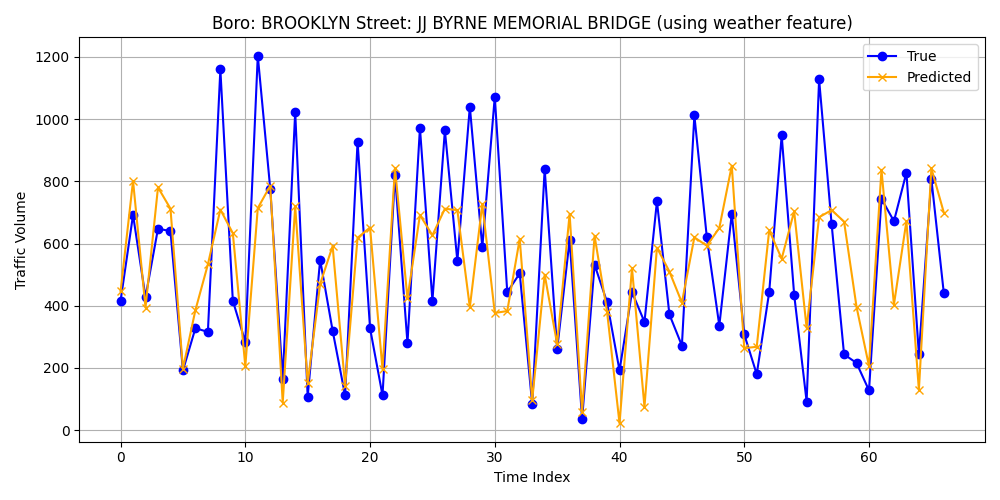 Boro: BROOKLYN Street: JJ BYRNE MEMORIAL BRIDGE (using weather feature)
True
Predicted
Traffic Volume
1200
1000
800
600
400
200
0
0 10 20 30 40 50 60
Time Index